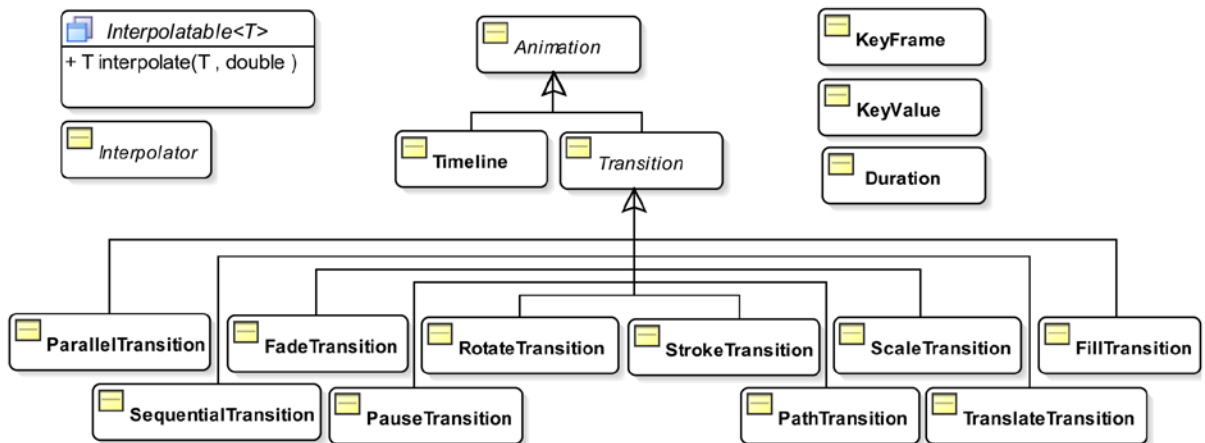 Interpolatable<T>
+ T interpolate(T , double )
Interpolator
Animation
Timeline
Transition
KeyFrame
KeyValue
Duration
ParallelTransition
FadeTransition
RotateTransition
StrokeTransition
ScaleTransition
FillTransition
SequentialTransition
PauseTransition
PathTransition
TranslateTransition